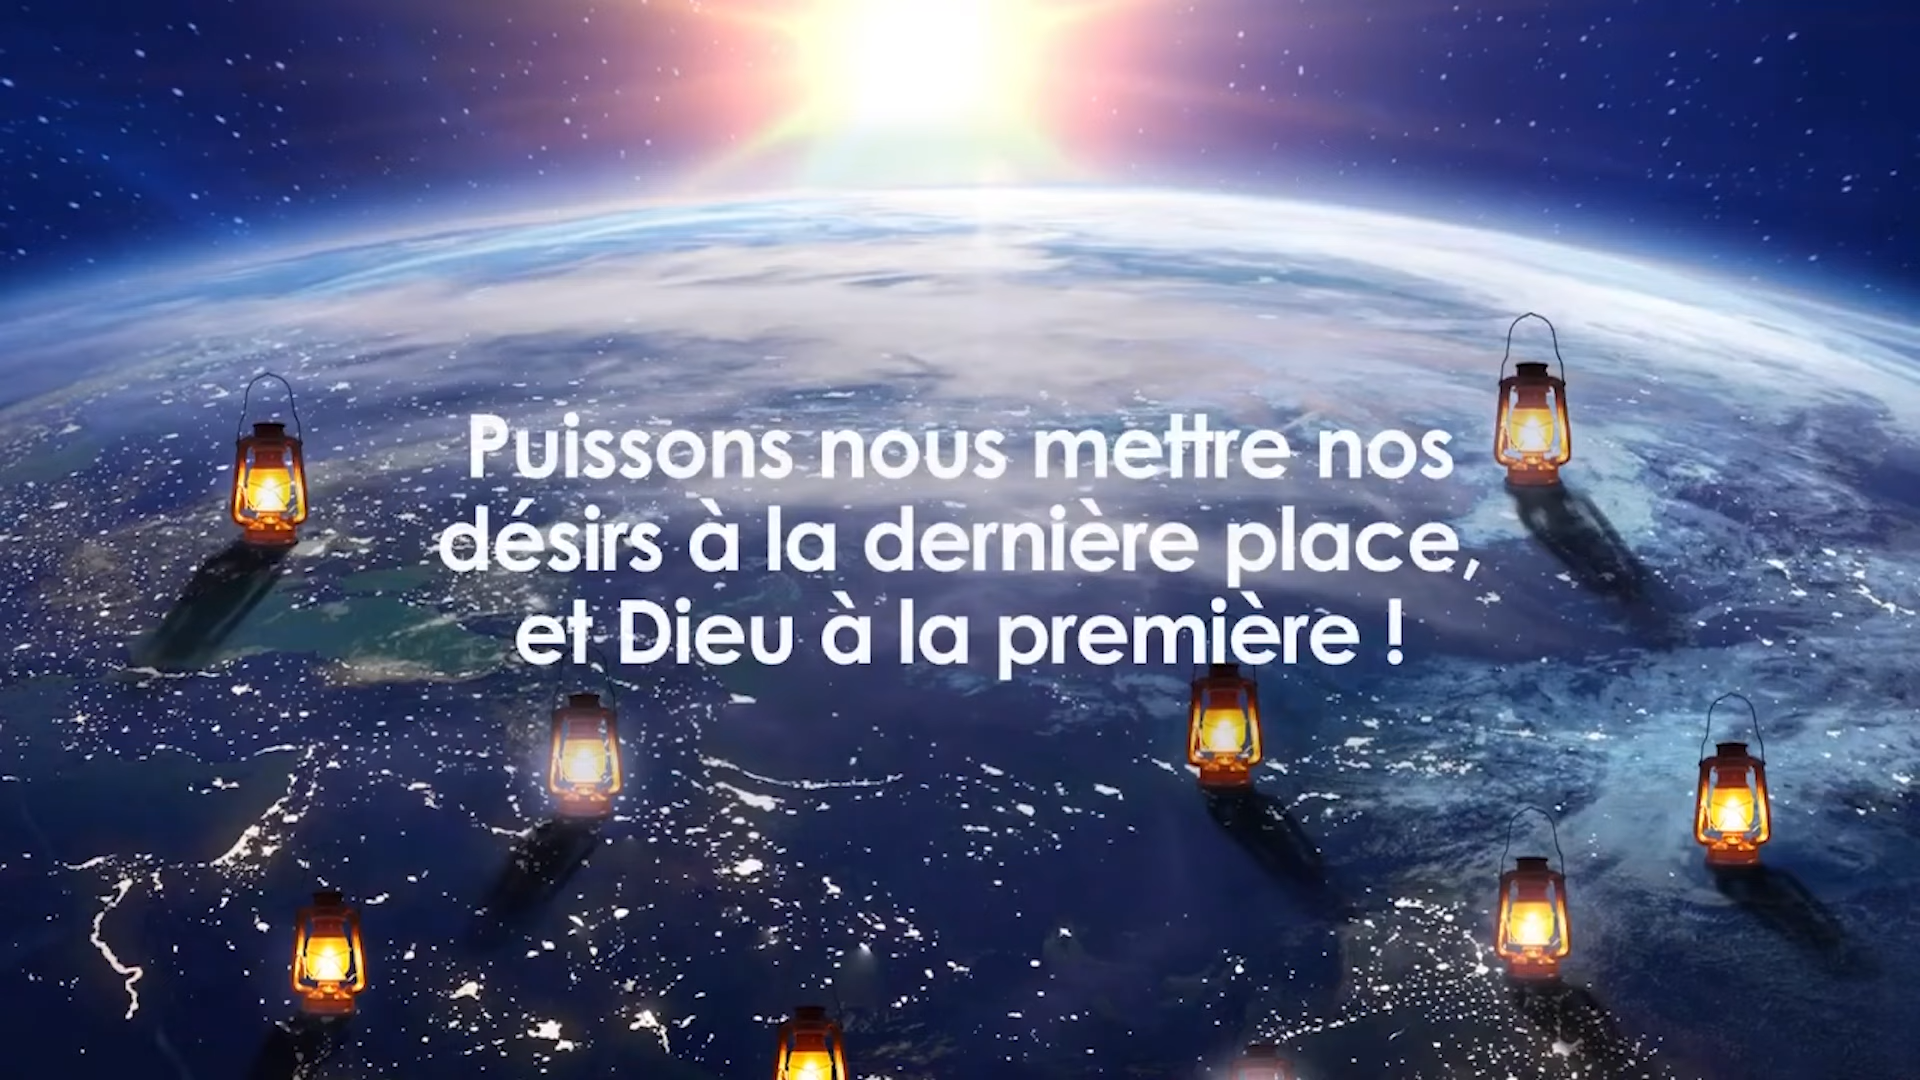 Puissons nous mettre nos
désirs à la dernière place,
et Dieu à la première !